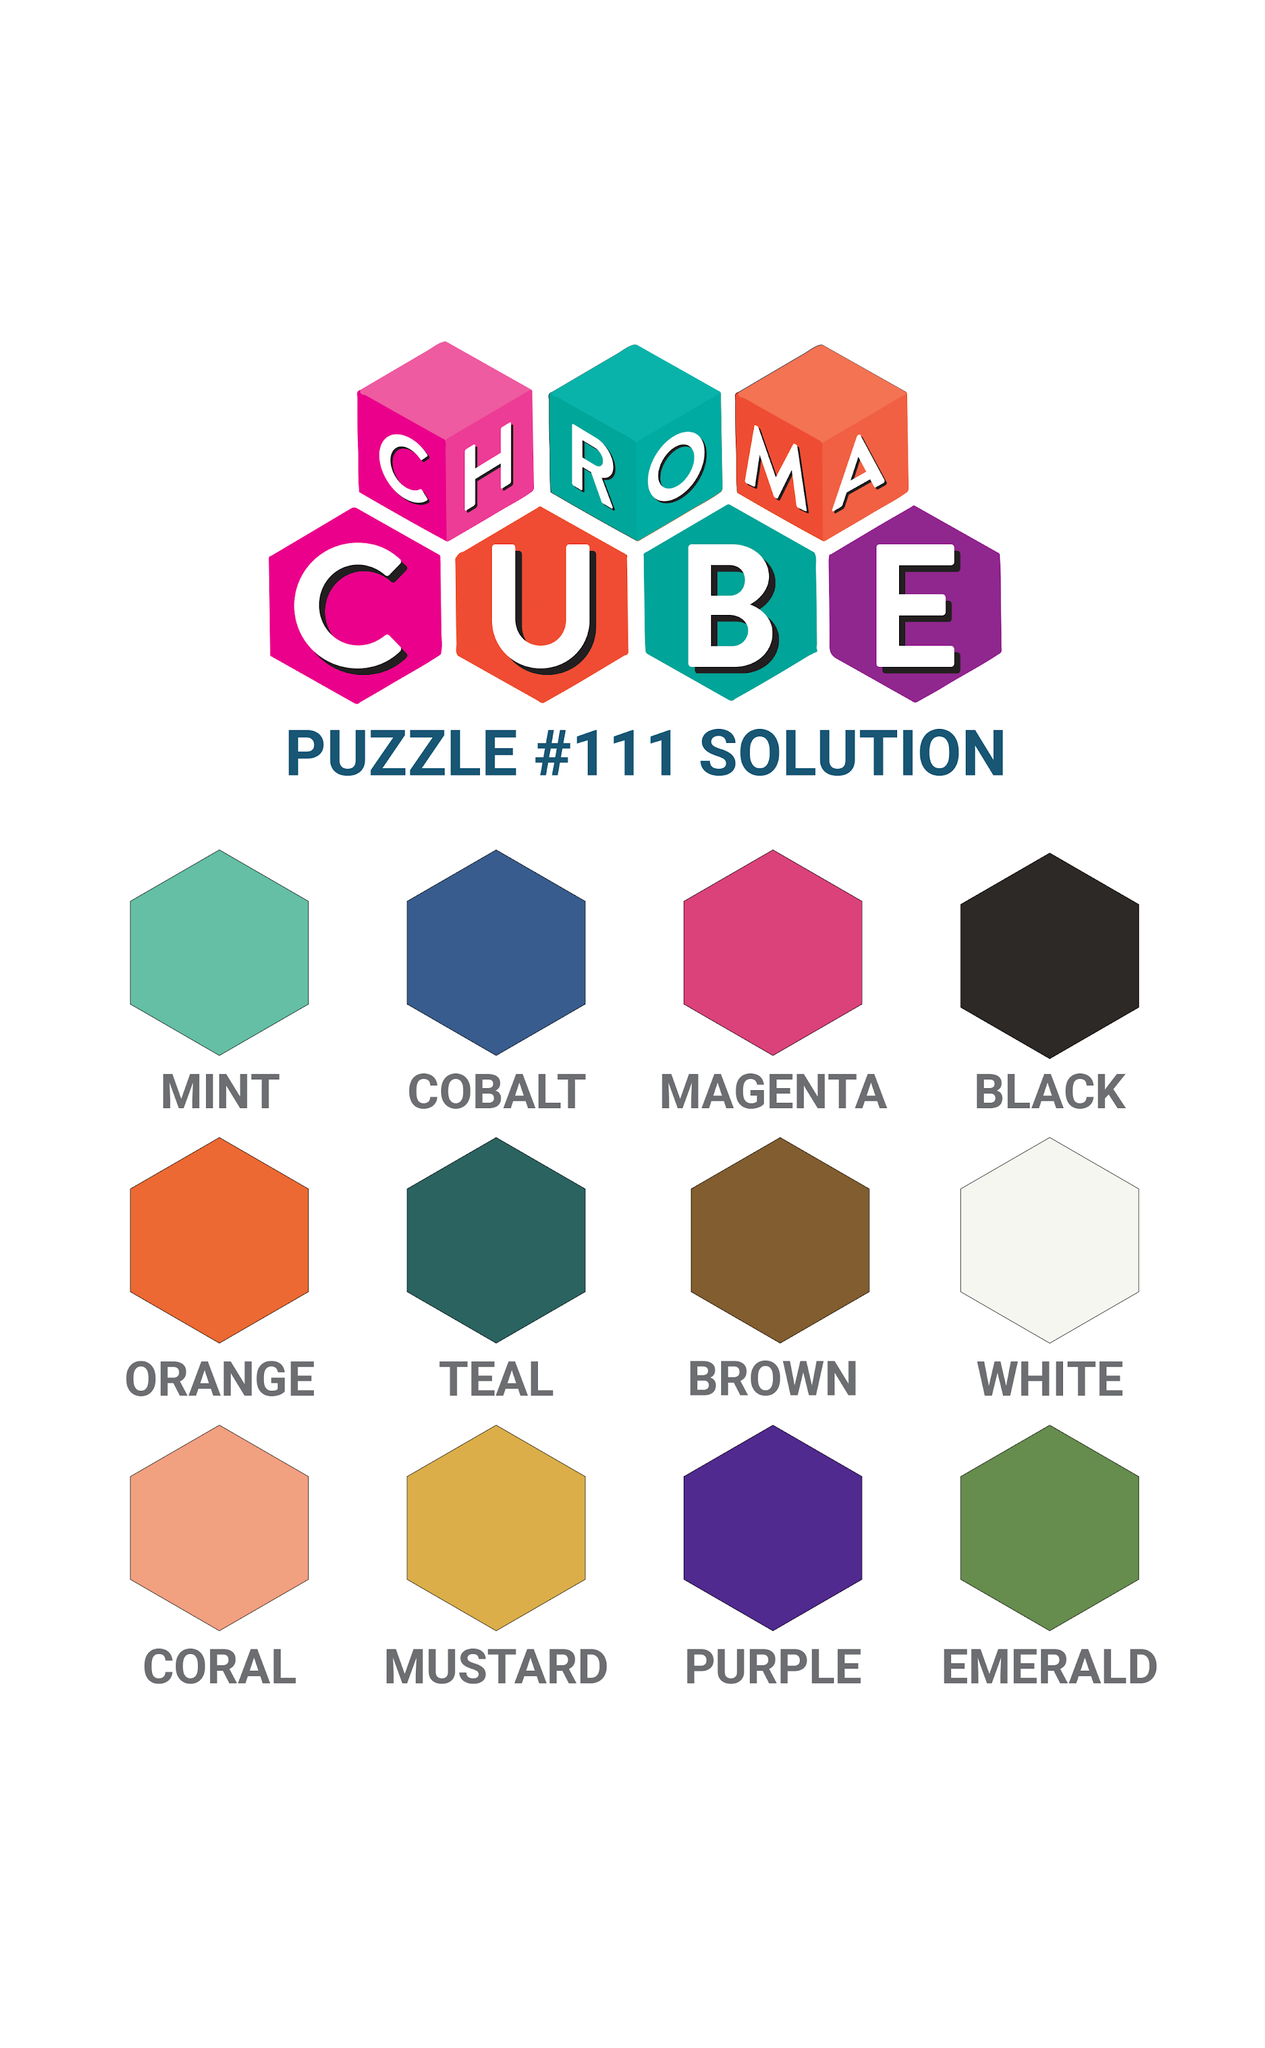 CHROMA
CUBE
PUZZLE #111 SOLUTION
MINT COBALT MAGENTA BLACK
ORANGE TEAL BROWN WHITE
CORAL MUSTARD PURPLE EMERALD